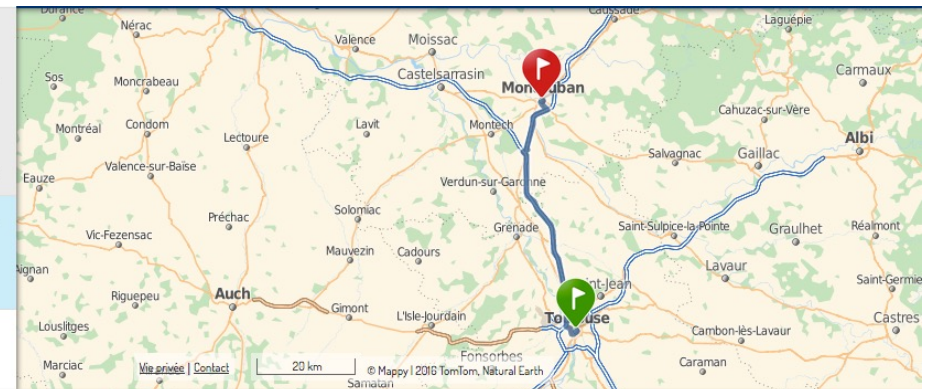 Durance
Caussade
Nérac
Laguépie
Valence
Moissac
Sos
Moncrabeau
Castelsarrasin
Carmaux
Cahuzac-sur-Vère
Montréal
Condom
Lectoure
Lavit
Montech
Albi
Salvagnac
Gaillac
Valence-sur-Baïse
Eauze
Verdun-sur-Garonne
Solomiac
Préchac
Grenade
Saint-Sulpice-la-Pointe
Graulhet
Réalmont
Vic-Fezensac
Mauvezin
Cadours
Lavaur
Aignan
Saint-Germie
Riguepeu
Auch
Gimont
L'Isle-Jourdain
Castres
Louslitges
Cambon-lès-Lavaur
Fonsorbes
Marciac
Caraman
Samatan
Vie privée | Contact
20 km
© Mappy | 2016 TomTom, Natural Earth